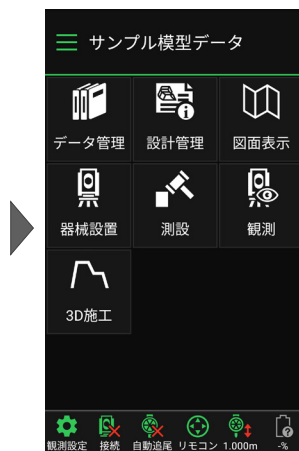 サンプル模型データ
データ管理 設計管理 図面表示
器械設置 測設 観測
3D施工
観測設定 接続 自動追尾 リモコン 1.000m -%